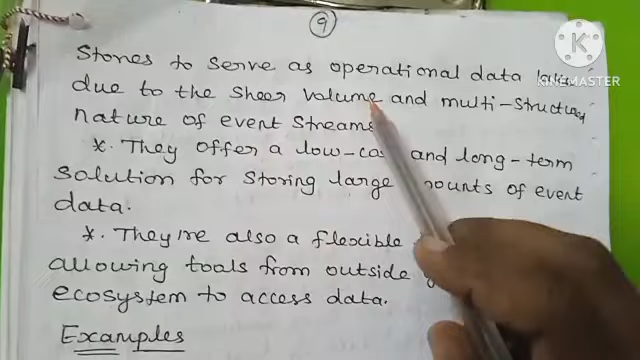 9
Stores to serve as operational data
due to the sheer volume and multi-structured
nature of event streams
*. They offer a low-cost and long-term
solution for storing large amounts of event
data.
*. They're also a flexible
allowing tools from outside
ecosystem to access data.
Examples
KINEMASTER